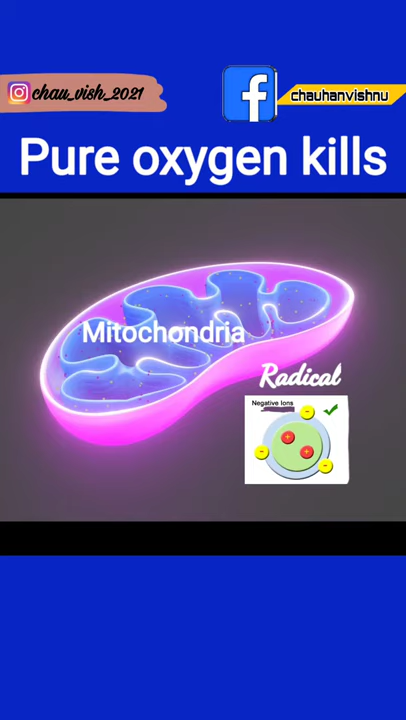 chau_vish_2021
chauhanvishnu
Pure oxygen kills
Mitochondria
Radical
Negative Ions